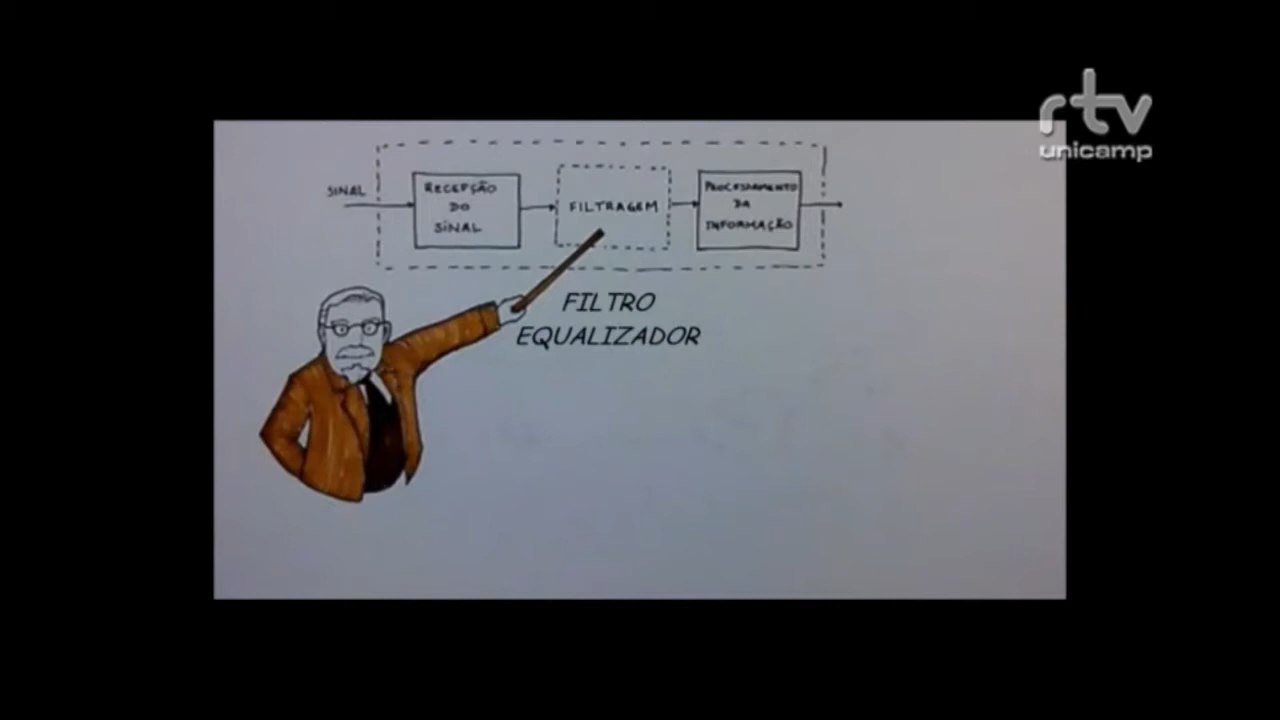 rtv
unicamp
SINAL
RECEPÇÃO
DO
SINAL
FILTRAGEM
PROCESSAMENTO
DA
INFORMAÇÃO
FILTRO
EQUALIZADOR